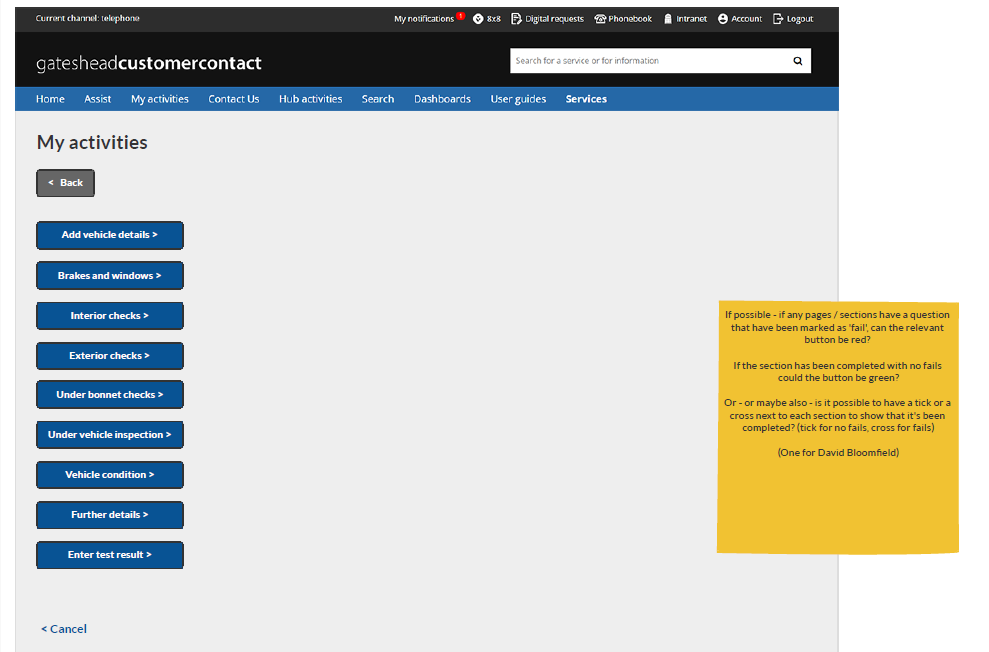 Current channel: telephone
My notifications 1 8x8 Digital requests Phonebook Intranet Account Logout
gatesheadcustomercontact
Search for a service or for information
Home Assist My activities Contact Us Hub activities Search Dashboards User guides Services
My activities
< Back
Add vehicle details >
Brakes and windows >
Interior checks >
Exterior checks >
Under bonnet checks >
Under vehicle inspection >
Vehicle condition >
Further details >
Enter test result >
< Cancel
If possible - if any pages / sections have a question
that have been marked as 'fail', can the relevant
button be red?
If the section has been completed with no fails
could the button be green?
Or - or maybe also - is it possible to have a tick or a
cross next to each section to show that it's been
completed? (tick for no fails, cross for fails)
(One for David Bloomfield)